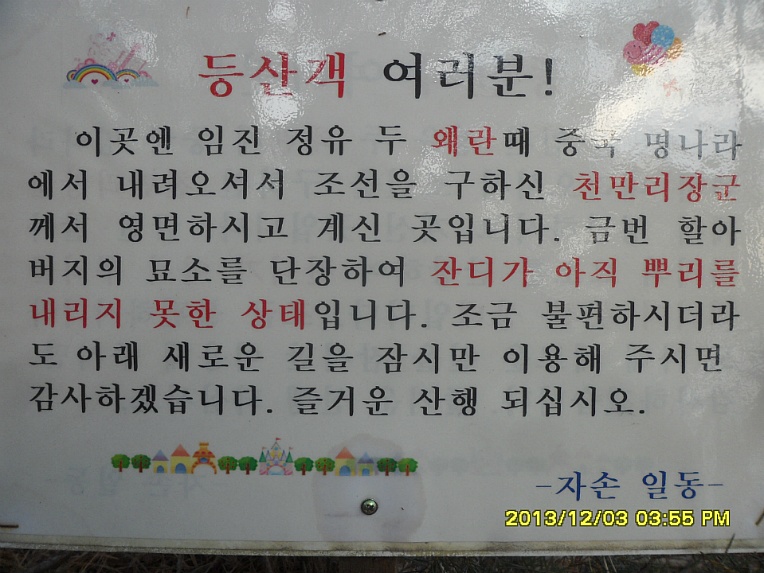 등산객 여러분!
이곳엔 임진 정유 두 왜란때 중국 명나라
에서 내려오셔서 조선을 구하신 천만리장군
께서 영면하시고 계신 곳입니다. 금번 할아
버지의 묘소를 단장하여 잔디가 아직 뿌리를
내리지 못한 상태입니다. 조금 불편하시더라
도 아래 새로운 길을 잠시만 이용해 주시면
감사하겠습니다. 즐거운 산행 되십시오.
-자손 일동-
2013/12/03 03:55 PM